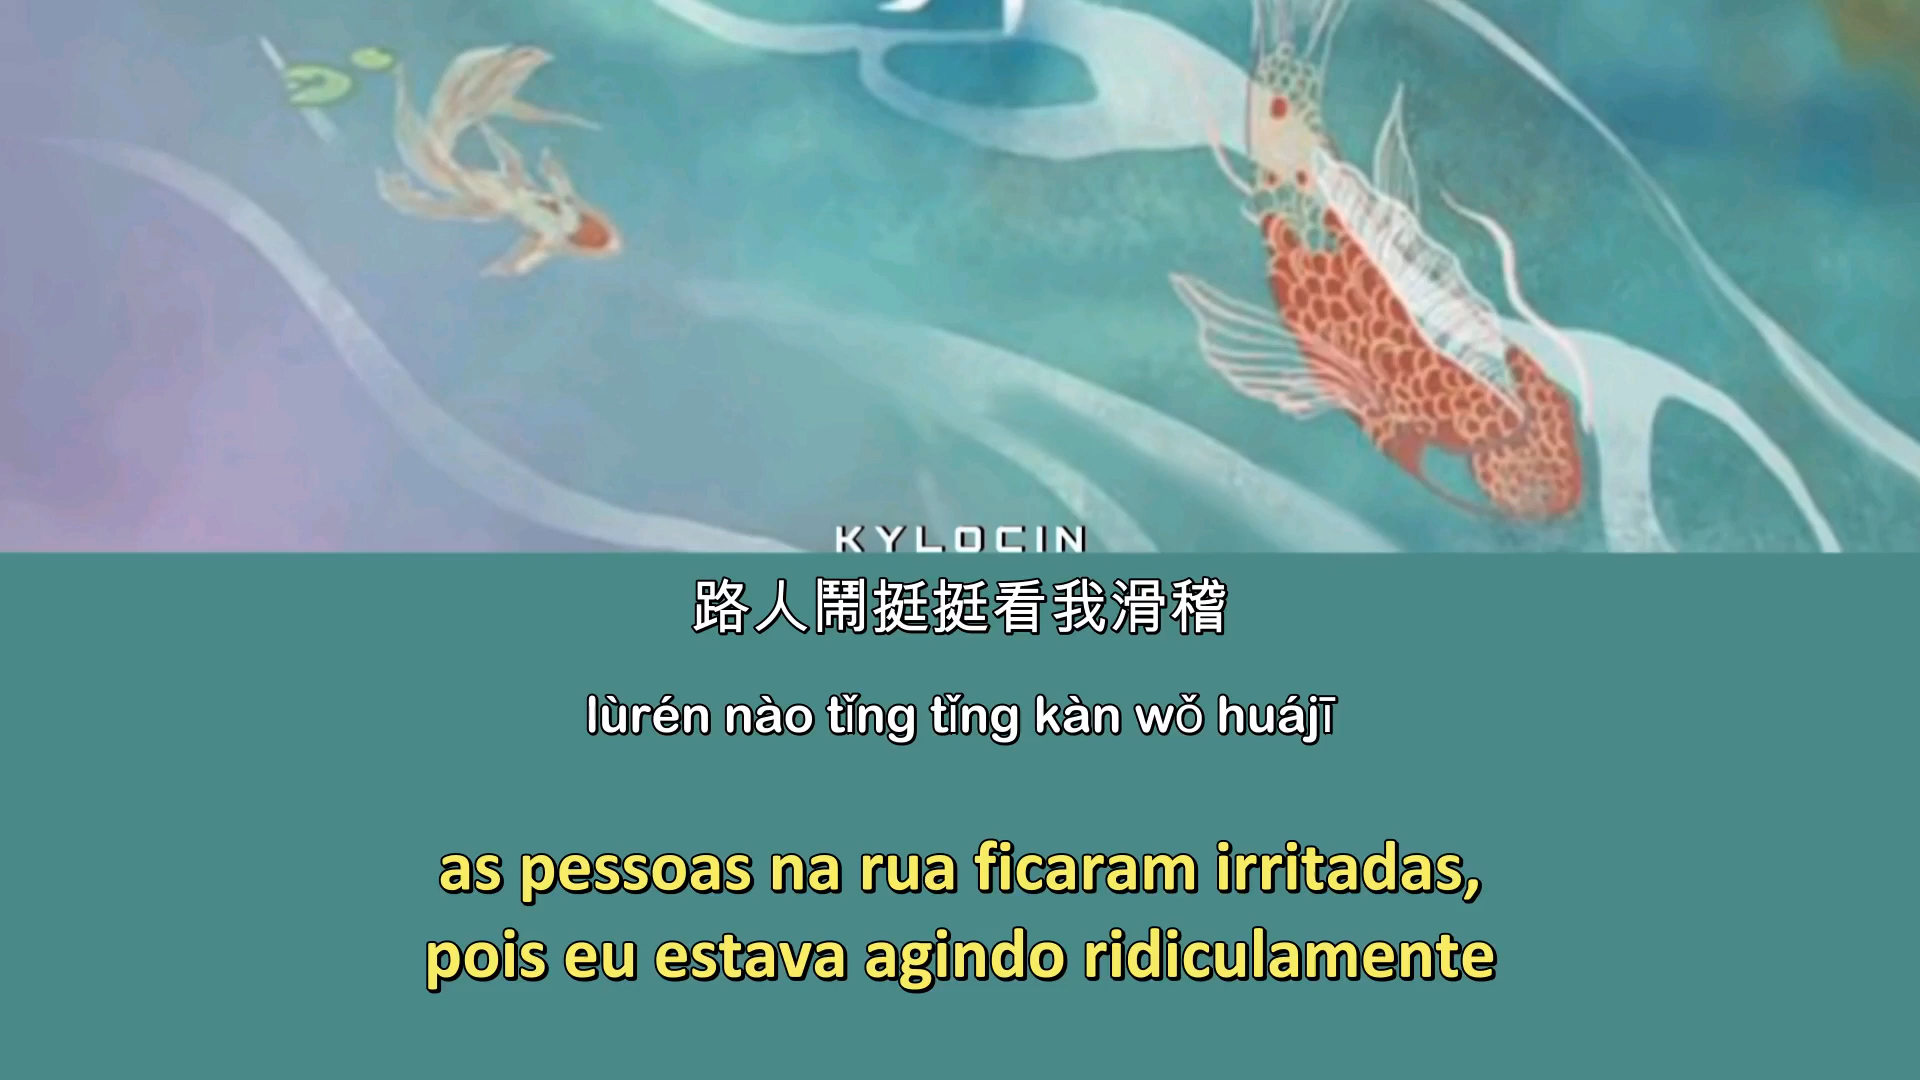 KYLOCIN
路人鬧挺挺看我滑稽
lùrén nào tǐng tǐng kàn wǒ huájī
as pessoas na rua ficaram irritadas,
pois eu estava agindo ridiculamente